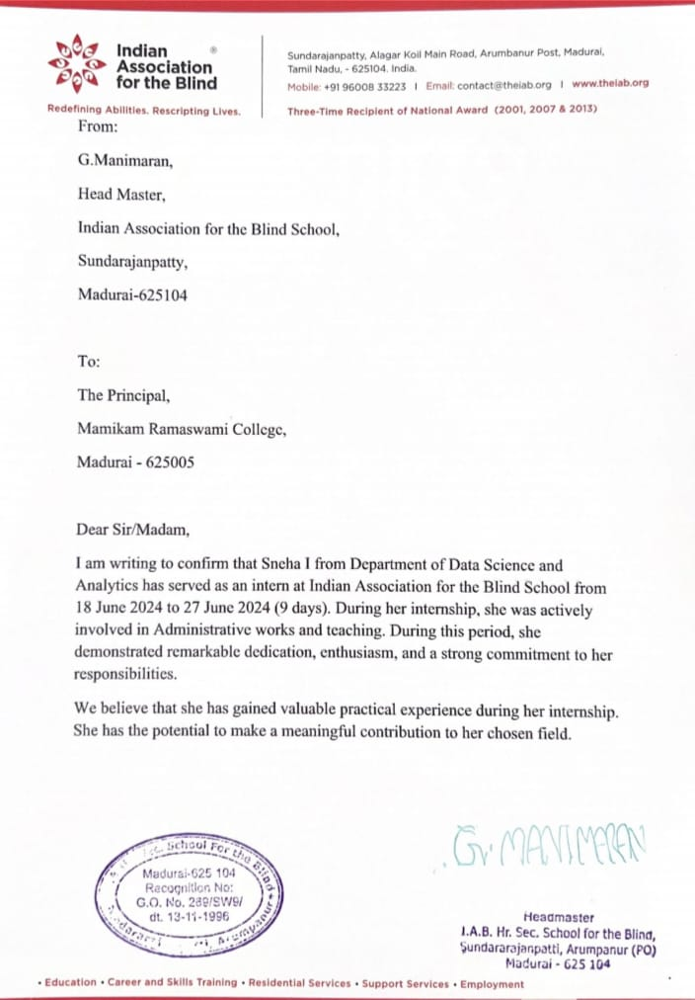 Indian ®
Association
for the Blind
Redefining Abilities. Rescripting Lives.
Sundarajanpatty, Alagar Koil Main Road, Arumbanur Post, Madurai,
Tamil Nadu, - 625104. India.
Mobile: +91 96008 33223 I Email: contact@theiab.org I www.theiab.org
Three-Time Recipient of National Award (2001, 2007 & 2013)
From:
G.Manimaran,
Head Master,
Indian Association for the Blind School,
Sundarajanpatty,
Madurai-625104
To:
The Principal,
Mamikam Ramaswami College,
Madurai - 625005
Dear Sir/Madam,
I am writing to confirm that Sneha I from Department of Data Science and
Analytics has served as an intern at Indian Association for the Blind School from
18 June 2024 to 27 June 2024 (9 days). During her internship, she was actively
involved in Administrative works and teaching. During this period, she
demonstrated remarkable dedication, enthusiasm, and a strong commitment to her
responsibilities.
We believe that she has gained valuable practical experience during her internship.
She has the potential to make a meaningful contribution to her chosen field.
School For the Blind
Madurai-625 104
Recognition No:
G.O. No. 289/SW9/
dt. 13-11-1996
G. MANIMARAN
Headmaster
I.A.B. Hr. Sec. School for the Blind,
Sundararajanpatti, Arumpanur (PO)
Madurai - 625 104
• Education • Career and Skills Training • Residential Services • Support Services • Employment